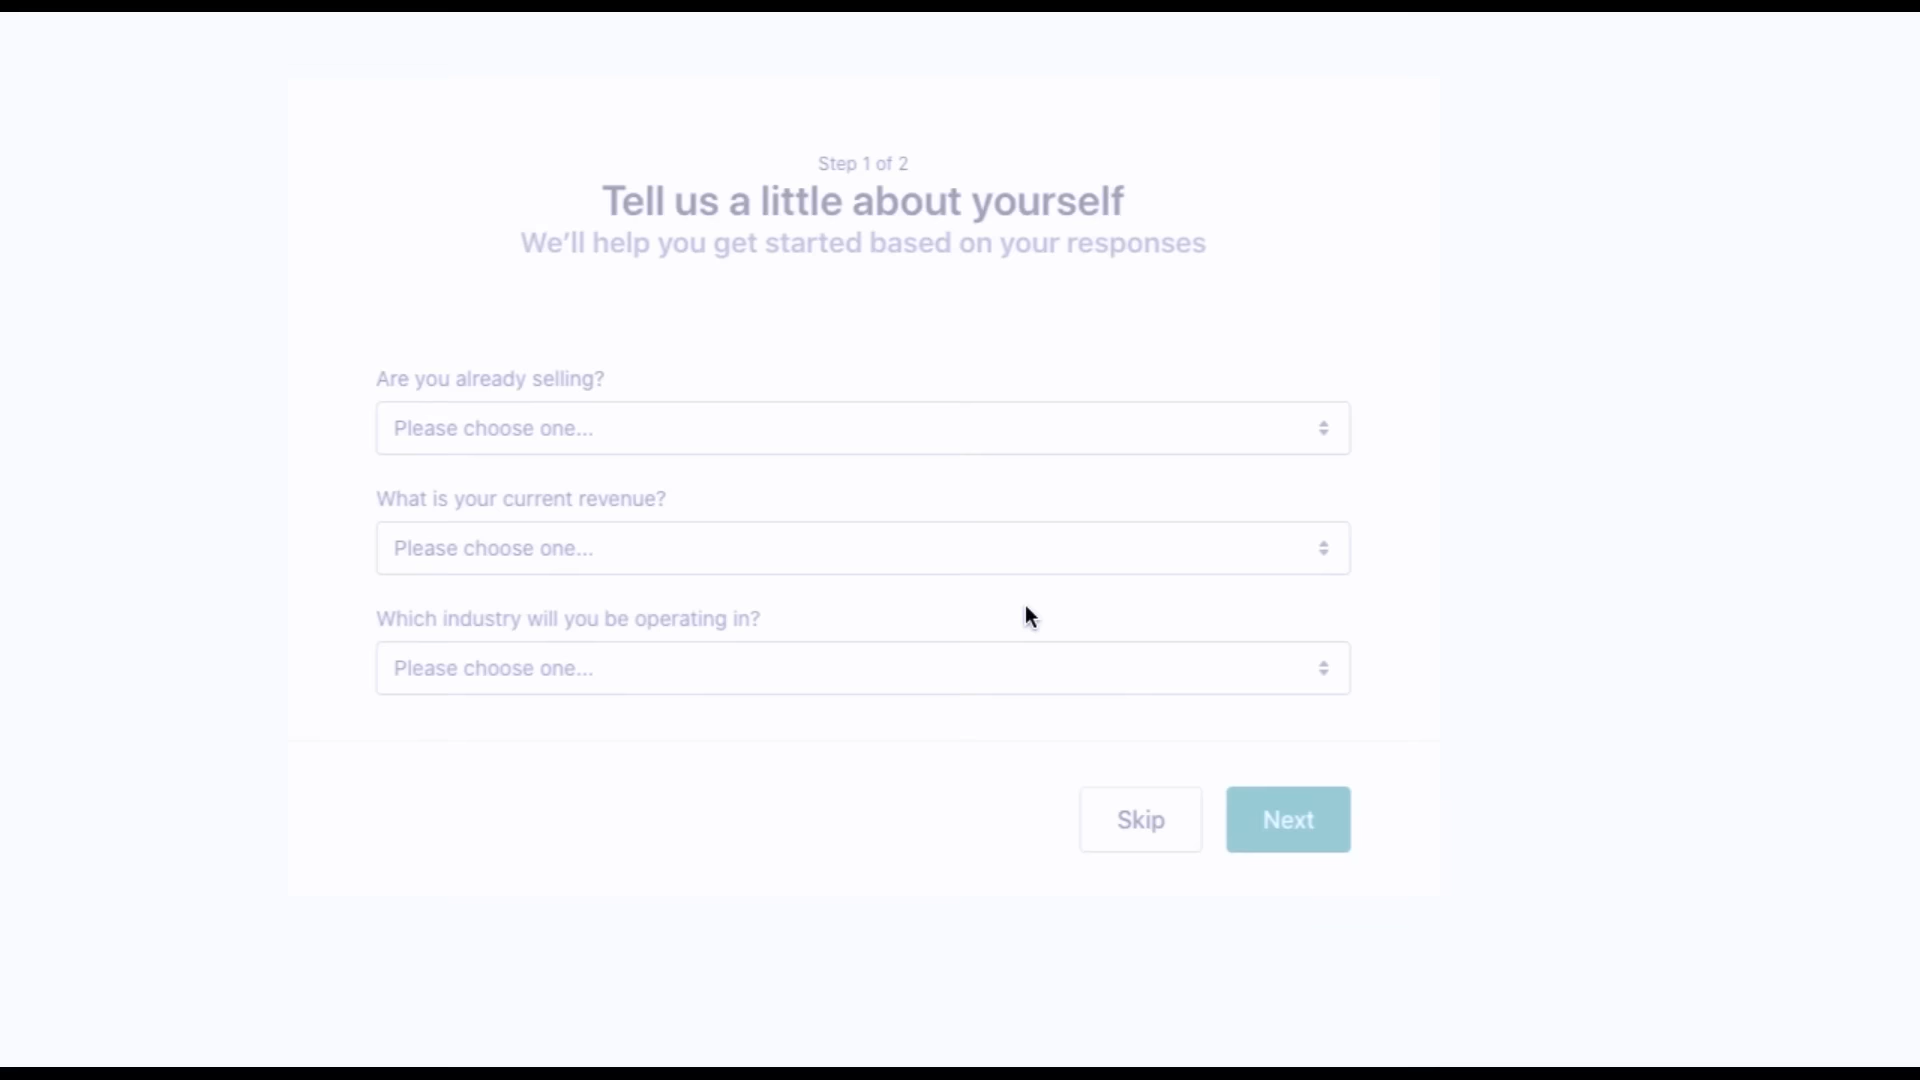 Step 1 of 2
Tell us a little about yourself
We’ll help you get started based on your responses
Are you already selling?
Please choose one...
What is your current revenue?
Please choose one...
Which industry will you be operating in?
Please choose one...
Skip
Next